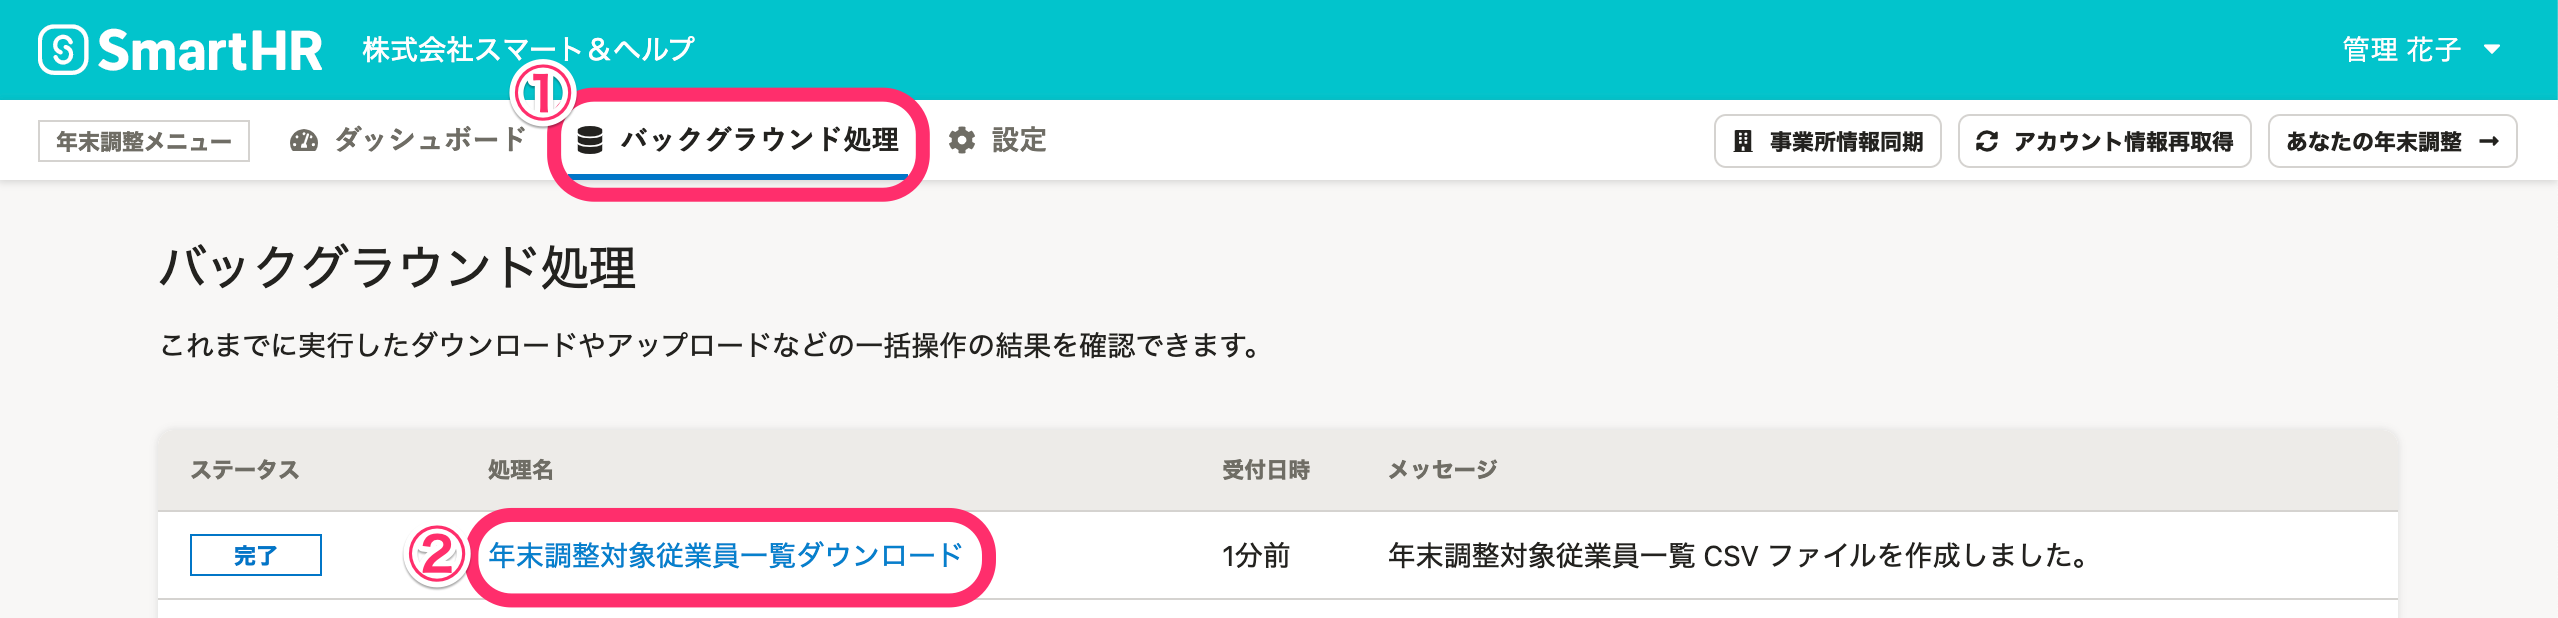 SmartHR 株式会社スマート＆ヘルプ 管理 花子
①
年末調整メニュー ダッシュボード バックグラウンド処理 設定 事業所情報同期 アカウント情報再取得 あなたの年末調整 →
バックグラウンド処理
これまでに実行したダウンロードやアップロードなどの一括操作の結果を確認できます。
ステータス 処理名 受付日時 メッセージ
完了 ② 年末調整対象従業員一覧ダウンロード 1分前 年末調整対象従業員一覧 CSV ファイルを作成しました。